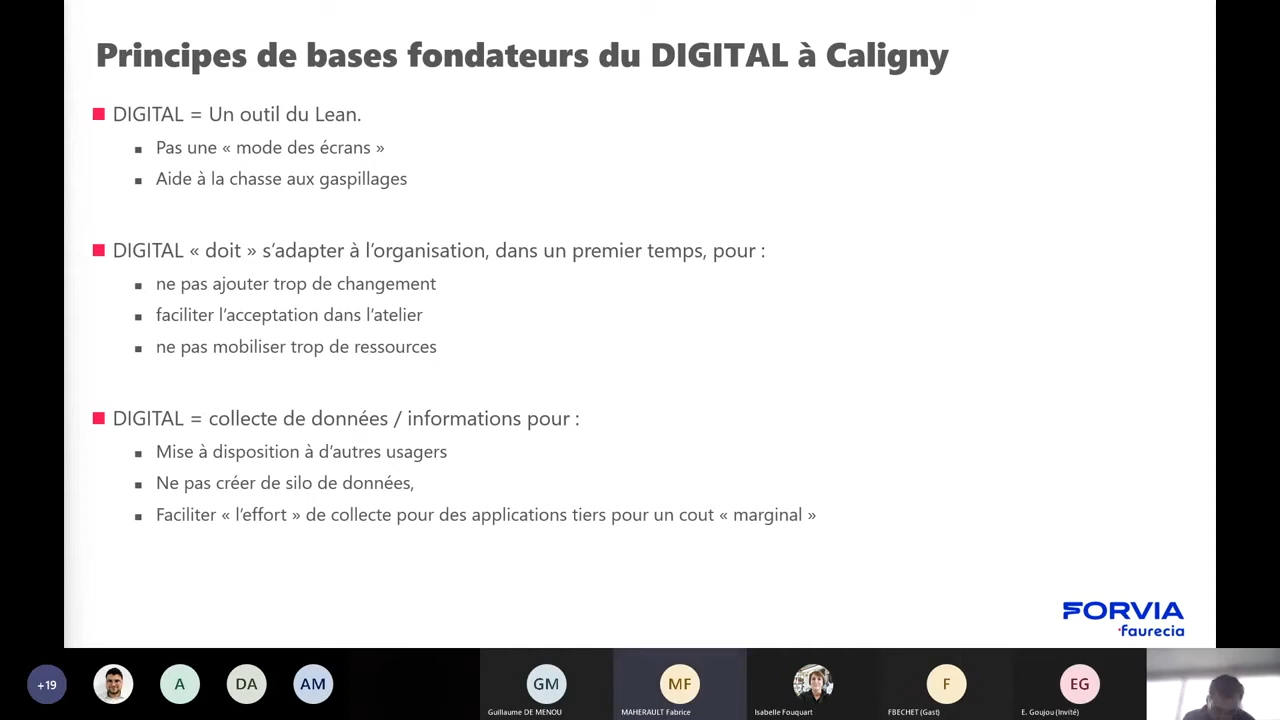 Principes de bases fondateurs du DIGITAL à Caligny
DIGITAL = Un outil du Lean.
Pas une « mode des écrans »
Aide à la chasse aux gaspillages
DIGITAL « doit » s’adapter à l’organisation, dans un premier temps, pour :
ne pas ajouter trop de changement
faciliter l’acceptation dans l’atelier
ne pas mobiliser trop de ressources
DIGITAL = collecte de données / informations pour :
Mise à disposition à d’autres usagers
Ne pas créer de silo de données,
Faciliter « l’effort » de collecte pour des applications tiers pour un cout « marginal »
FORVIA
faurecia
+19
A
DA
AM
GM
MF
F
EG
Guillaume DE MENOU
MAHERAULT Fabrice
Isabelle Fouquart
FBECHET (Gast)
E. Goujou (Invité)